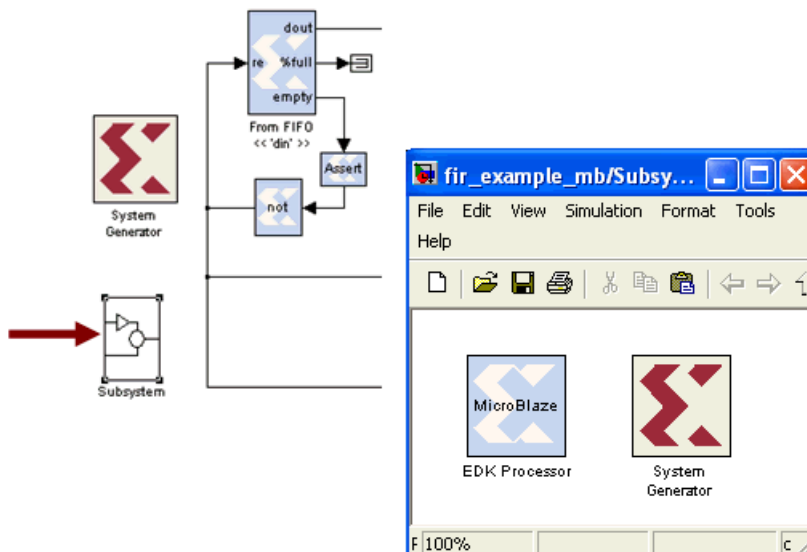 dout
re %full
empty
From FIFO
<< 'din' >>
Assert
not
System
Generator
Subsystem
fir_example_mb/Subsy...
File Edit View Simulation Format Tools
Help
MicroBlaze
EDK Processor
System
Generator
F 100%
c